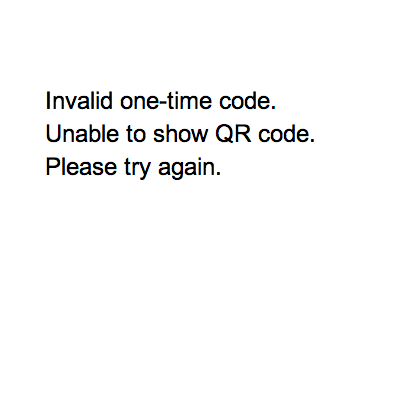 Invalid one-time code.
Unable to show QR code.
Please try again.